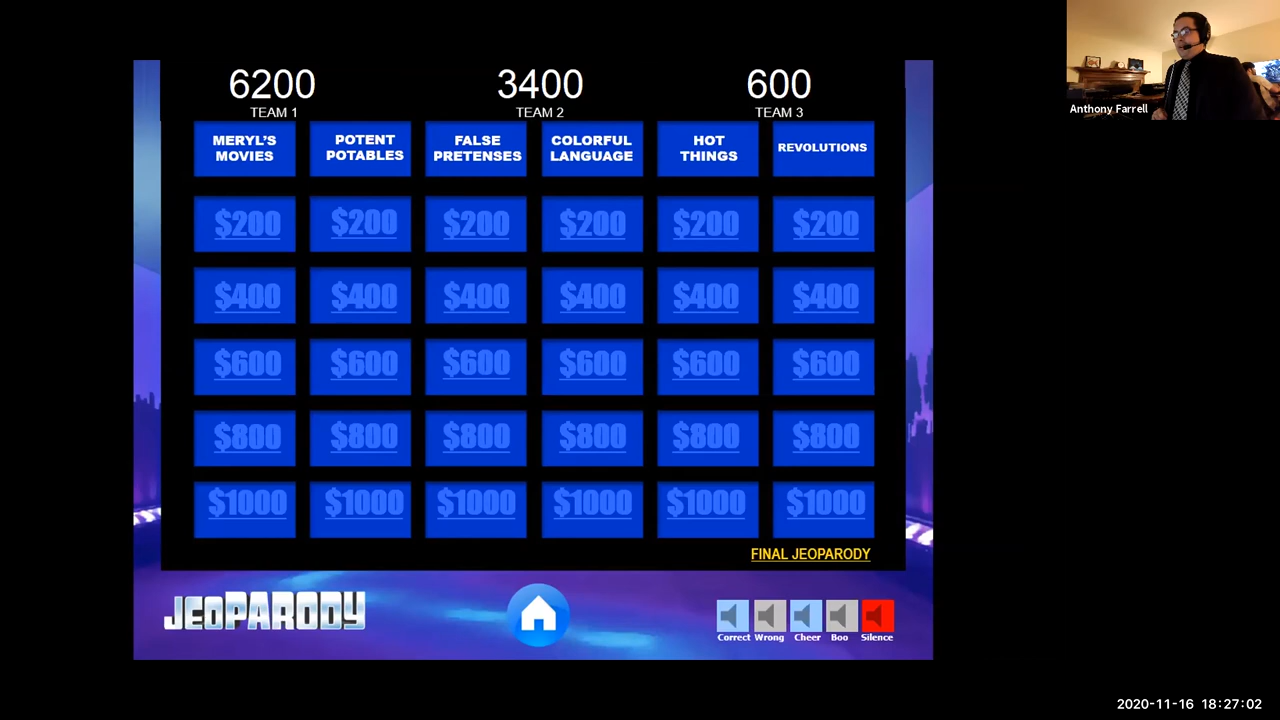 6200 3400 600
TEAM 1 TEAM 2 TEAM 3
Anthony Farrell
MERYL'S POTENT FALSE COLORFUL HOT REVOLUTIONS
MOVIES POTABLES PRETENSES LANGUAGE THINGS
$200 $200 $200 $200 $200 $200
$400 $400 $400 $400 $400 $400
$600 $600 $600 $600 $600 $600
$800 $800 $800 $800 $800 $800
$1000 $1000 $1000 $1000 $1000 $1000
FINAL JEOPARODY
JEOPARODY
Correct Wrong Cheer Boo Silence
2020-11-16 18:27:02